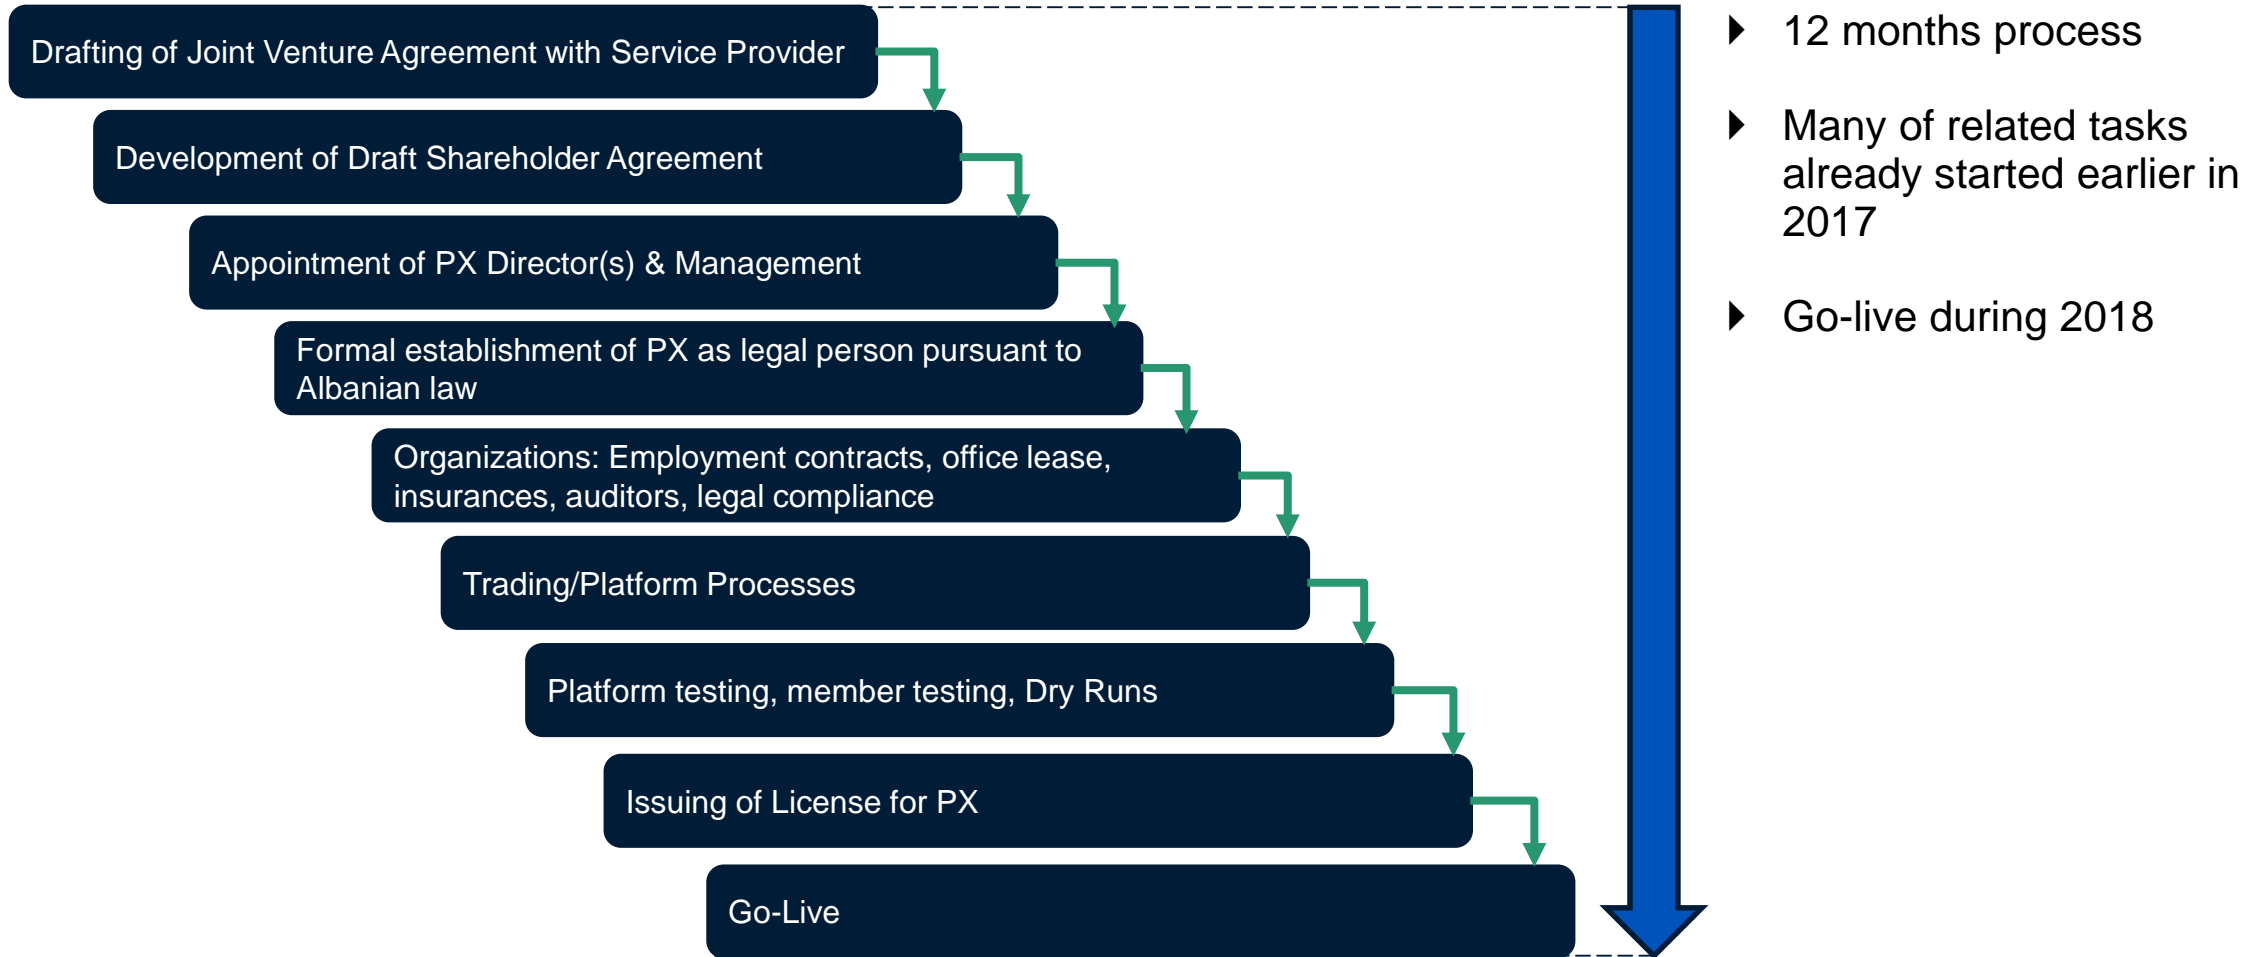 Drafting of Joint Venture Agreement with Service Provider
Development of Draft Shareholder Agreement
Appointment of PX Director(s) & Management
Formal establishment of PX as legal person pursuant to
Albanian law
Organizations: Employment contracts, office lease,
insurances, auditors, legal compliance
Trading/Platform Processes
Platform testing, member testing, Dry Runs
Issuing of License for PX
Go-Live
12 months process
Many of related tasks
already started earlier in
2017
Go-live during 2018